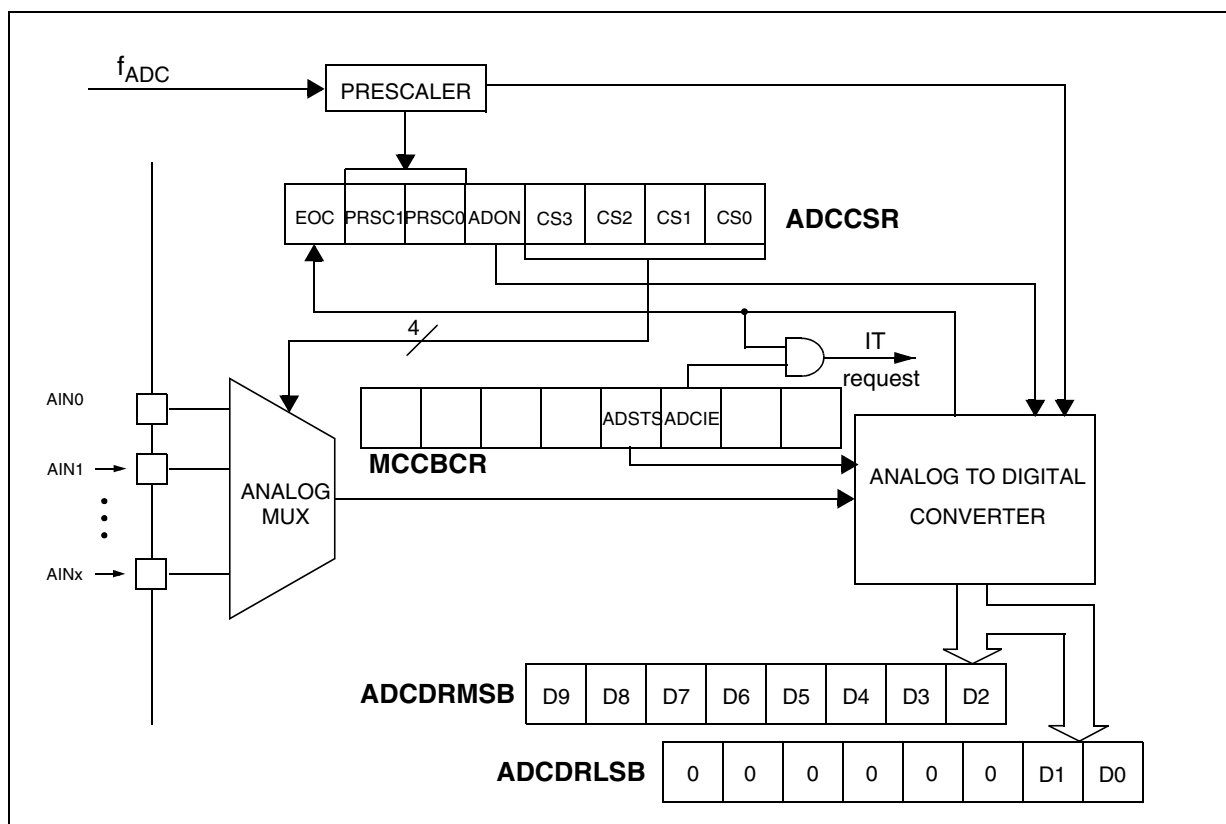 fADC
PRESCALER
EOC PRSC1 PRSC0 ADON CS3 CS2 CS1 CS0 ADCCSR
4
IT
request
AIN0
ADSTS ADCIE
MCCBCR
AIN1
ANALOG
MUX
ANALOG TO DIGITAL
CONVERTER
AINx
ADCDRMSB D9 D8 D7 D6 D5 D4 D3 D2
ADCDRLSB 0 0 0 0 0 0 D1 D0